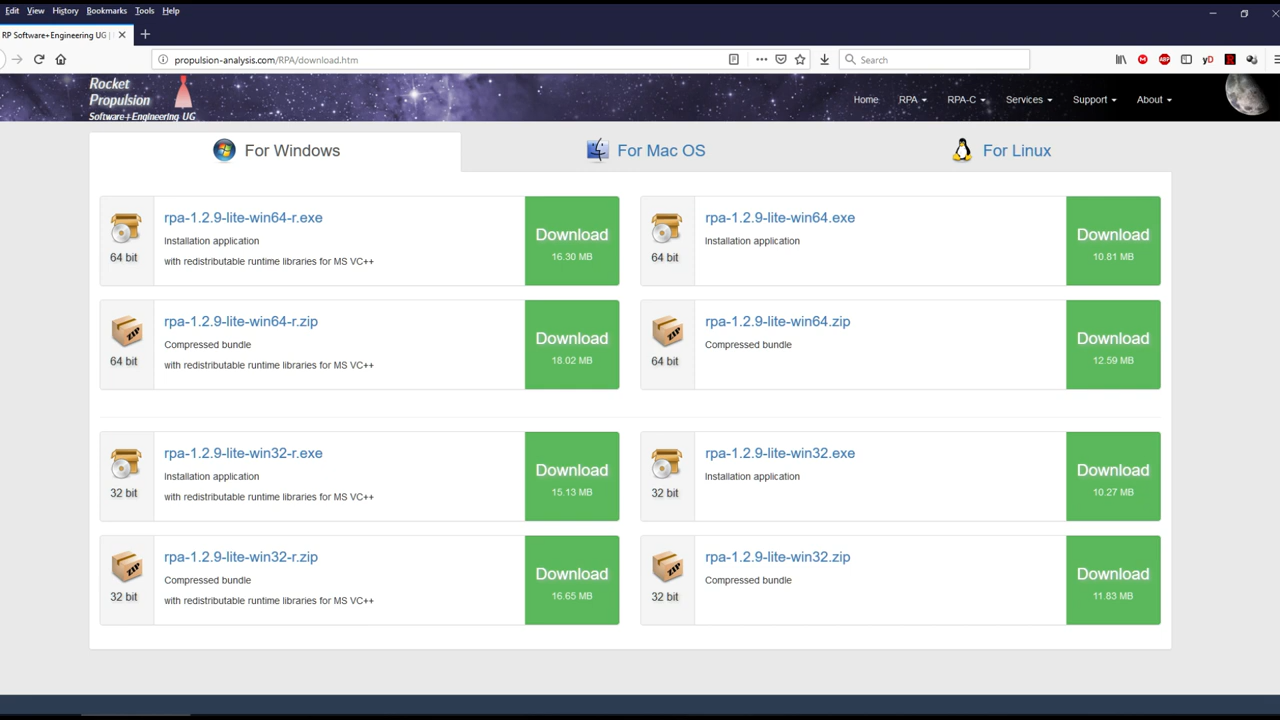 Edit View History Bookmarks Tools Help
RP Software+Engineering UG |
propulsion-analysis.com/RPA/download.htm
Search
Rocket
Propulsion
Software+Engineering UG
Home RPA RPA-C Services Support About
For Windows For Mac OS For Linux
rpa-1.2.9-lite-win64-r.exe
Installation application
with redistributable runtime libraries for MS VC++
64 bit
Download
16.30 MB
rpa-1.2.9-lite-win64.exe
Installation application
64 bit
Download
10.81 MB
rpa-1.2.9-lite-win64-r.zip
Compressed bundle
with redistributable runtime libraries for MS VC++
ZIP
64 bit
Download
18.02 MB
rpa-1.2.9-lite-win64.zip
Compressed bundle
ZIP
64 bit
Download
12.59 MB
rpa-1.2.9-lite-win32-r.exe
Installation application
with redistributable runtime libraries for MS VC++
32 bit
Download
15.13 MB
rpa-1.2.9-lite-win32.exe
Installation application
32 bit
Download
10.27 MB
rpa-1.2.9-lite-win32-r.zip
Compressed bundle
with redistributable runtime libraries for MS VC++
ZIP
32 bit
Download
16.65 MB
rpa-1.2.9-lite-win32.zip
Compressed bundle
ZIP
32 bit
Download
11.83 MB